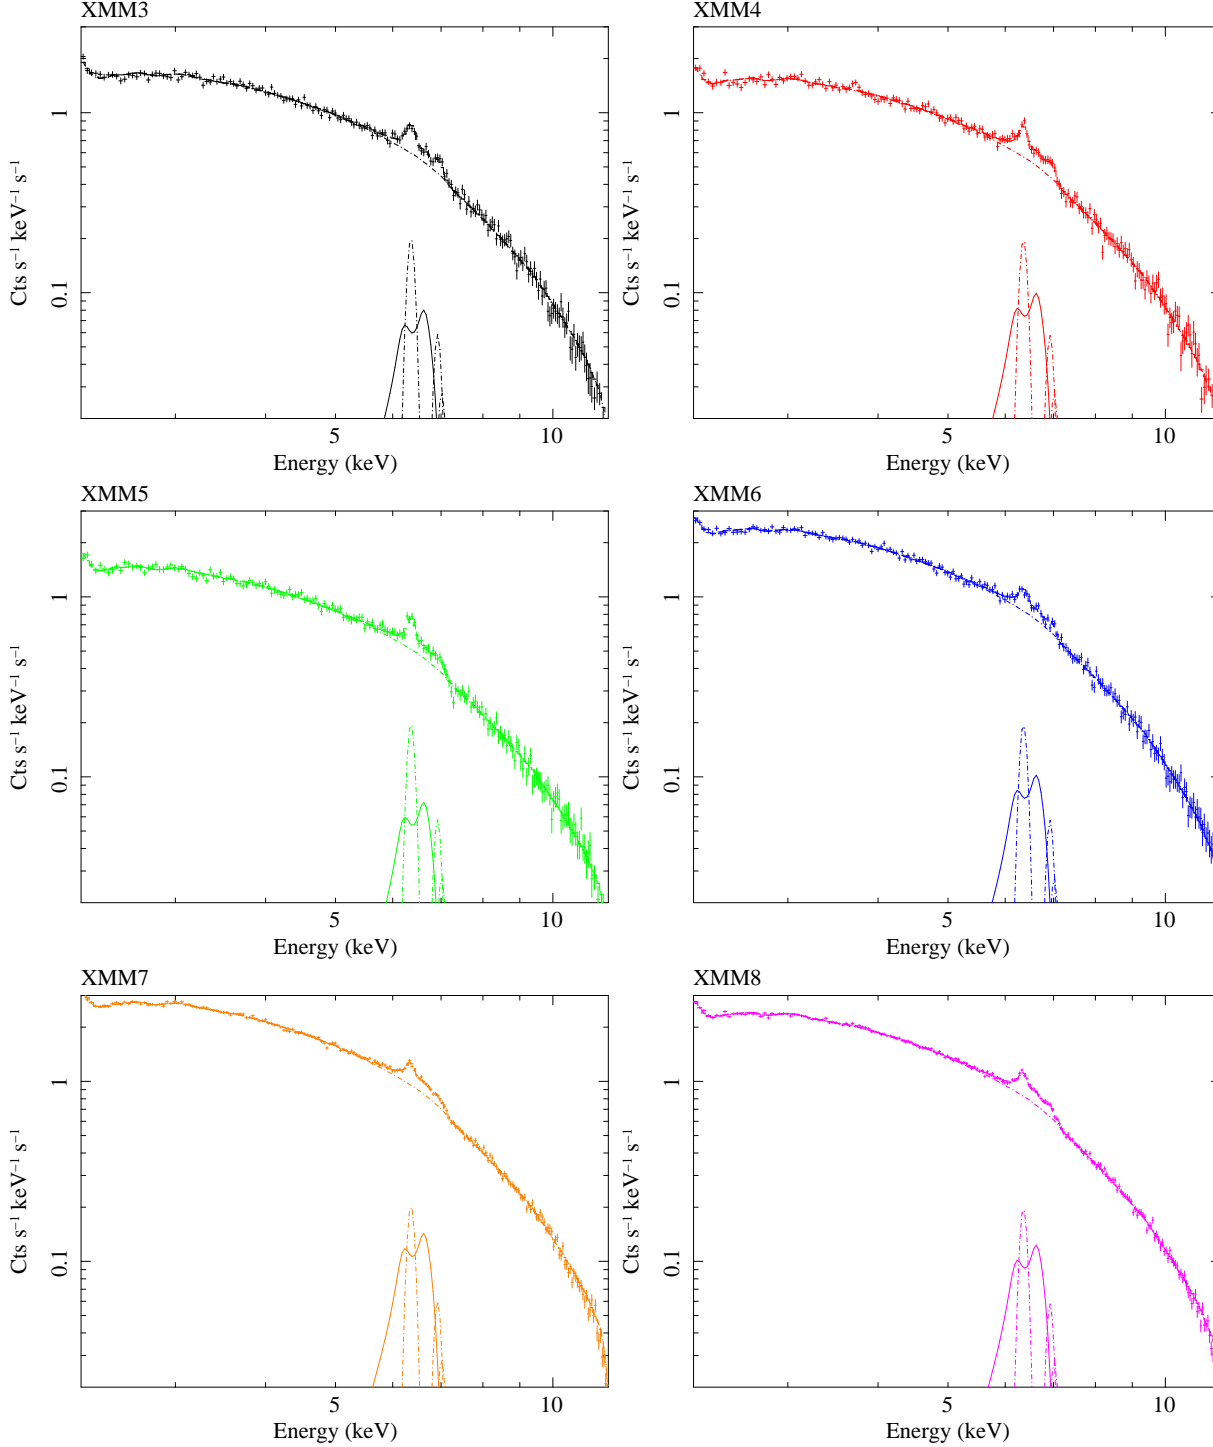 XMM3
1
0.1
Cts s⁻¹ keV⁻¹ s⁻¹
5 10
Energy (keV)
XMM4
1
0.1
Cts s⁻¹ keV⁻¹ s⁻¹
5 10
Energy (keV)
XMM5
1
0.1
Cts s⁻¹ keV⁻¹ s⁻¹
5 10
Energy (keV)
XMM6
1
0.1
Cts s⁻¹ keV⁻¹ s⁻¹
5 10
Energy (keV)
XMM7
1
0.1
Cts s⁻¹ keV⁻¹ s⁻¹
5 10
Energy (keV)
XMM8
1
0.1
Cts s⁻¹ keV⁻¹ s⁻¹
5 10
Energy (keV)